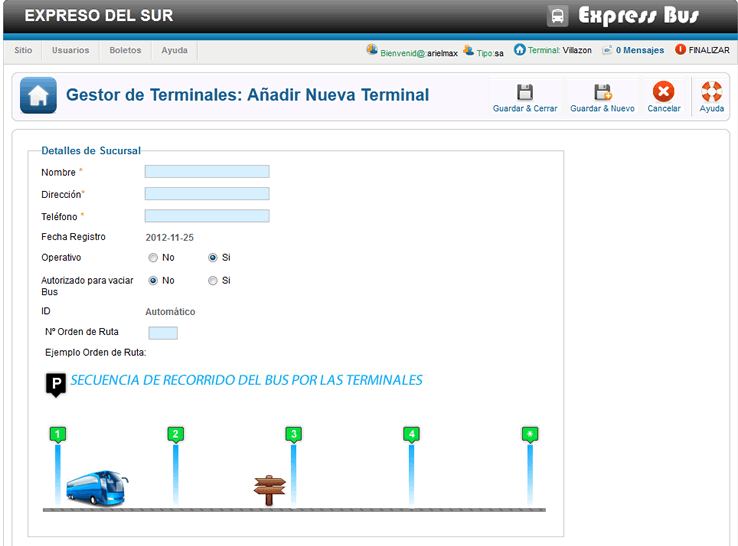 EXPRESO DEL SUR
Express Bus
Sitio Usuarios Boletos Ayuda Bienvenid@:arielmax Tipo:sa Terminal: Villazon 0 Mensajes FINALIZAR
Gestor de Terminales: Añadir Nueva Terminal
Guardar & Cerrar Guardar & Nuevo Cancelar Ayuda
Detalles de Sucursal
Nombre *
Dirección*
Teléfono *
Fecha Registro 2012-11-25
Operativo No Si
Autorizado para vaciar No Si
Bus
ID Automático
Nº Orden de Ruta
Ejemplo Orden de Ruta:
P SECUENCIA DE RECORRIDO DEL BUS POR LAS TERMINALES
1 2 3 4 *